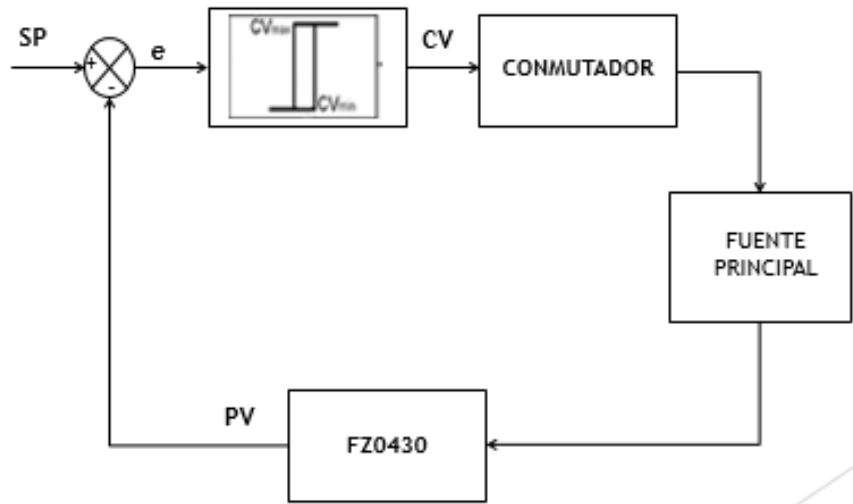 SP
+
-
e
CVmax
CVmin
CV
CONMUTADOR
FUENTE
PRINCIPAL
FZ0430
PV